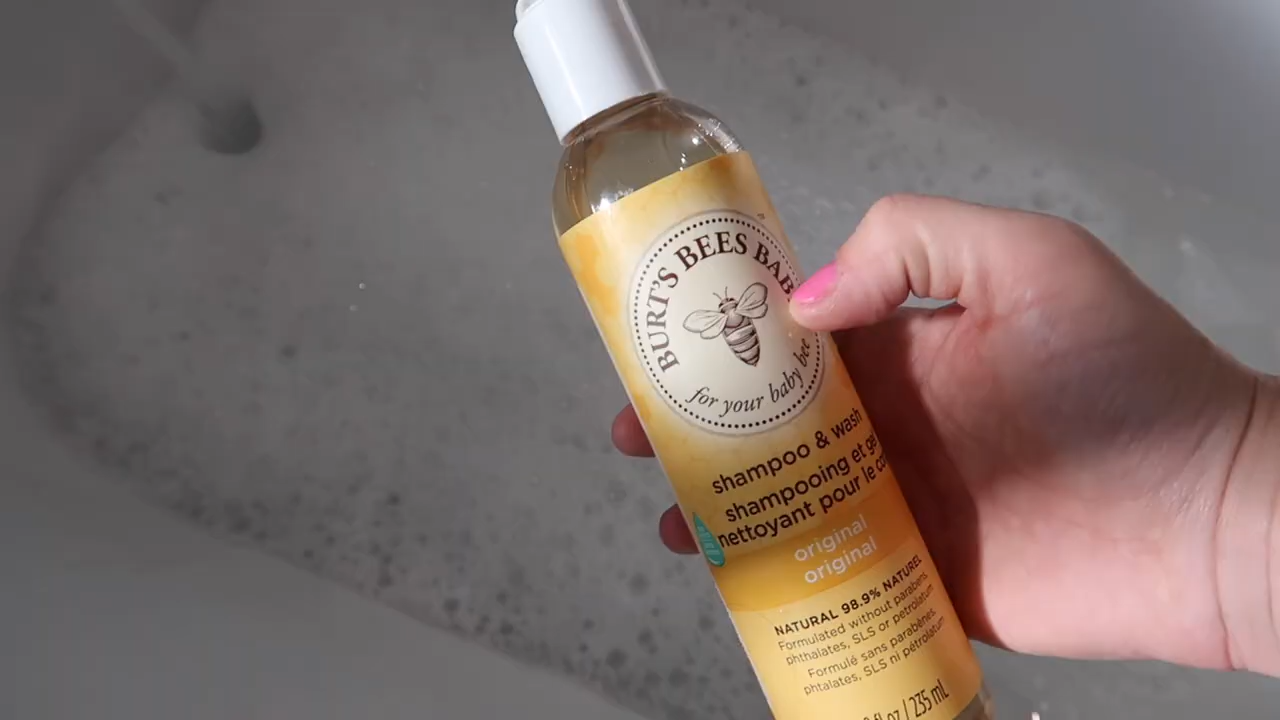 BURT'S BEES BAB
TM
for your baby bee
shampoo & wash
shampooing et gel
nettoyant pour le co
original
original
NATURAL 98.9% NATUREL
Formulated without parabens,
phthalates, SLS or petrolatum
Formulé sans parabènes,
phtalates, SLS ni pétrolatum
fl oz / 235 mL